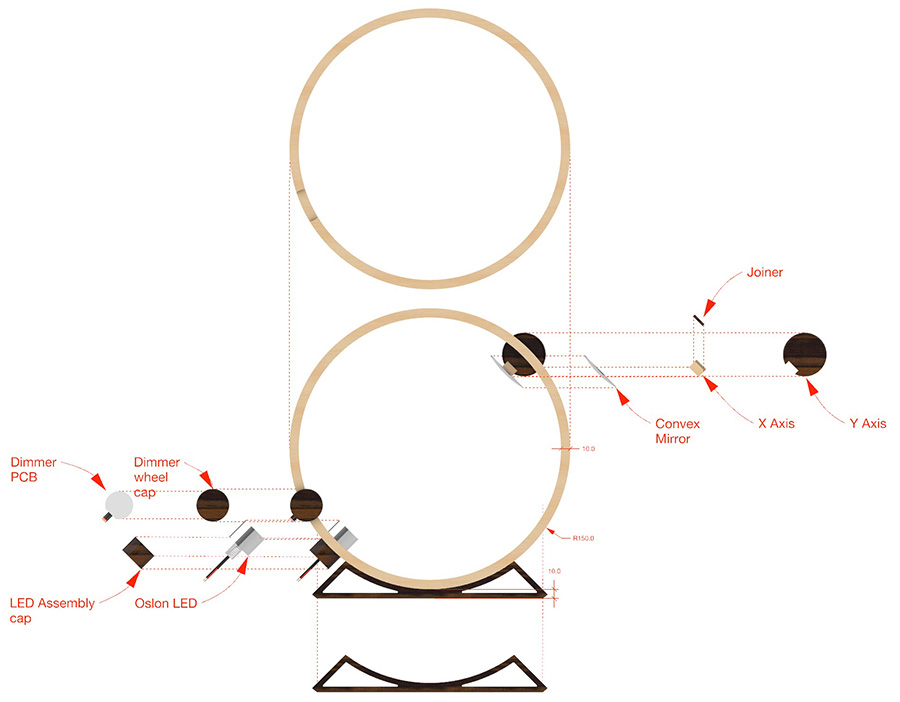 Joiner
Convex
Mirror
X Axis
Y Axis
10.0
Dimmer
PCB
Dimmer
wheel
cap
R150.0
10.0
LED Assembly
cap
Oslon LED